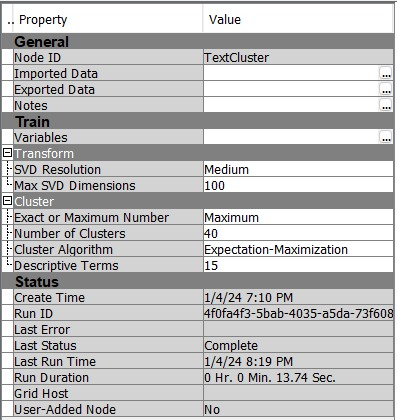 .. Property Value
General
Node ID TextCluster
Imported Data ...
Exported Data ...
Notes ...
Train
Variables ...
Transform
SVD Resolution Medium
Max SVD Dimensions 100
Cluster
Exact or Maximum Number Maximum
Number of Clusters 40
Cluster Algorithm Expectation-Maximization
Descriptive Terms 15
Status
Create Time 1/4/24 7:10 PM
Run ID 4f0fa4f3-5bab-4035-a5da-73f608
Last Error
Last Status Complete
Last Run Time 1/4/24 8:19 PM
Run Duration 0 Hr. 0 Min. 13.74 Sec.
Grid Host
User-Added Node No